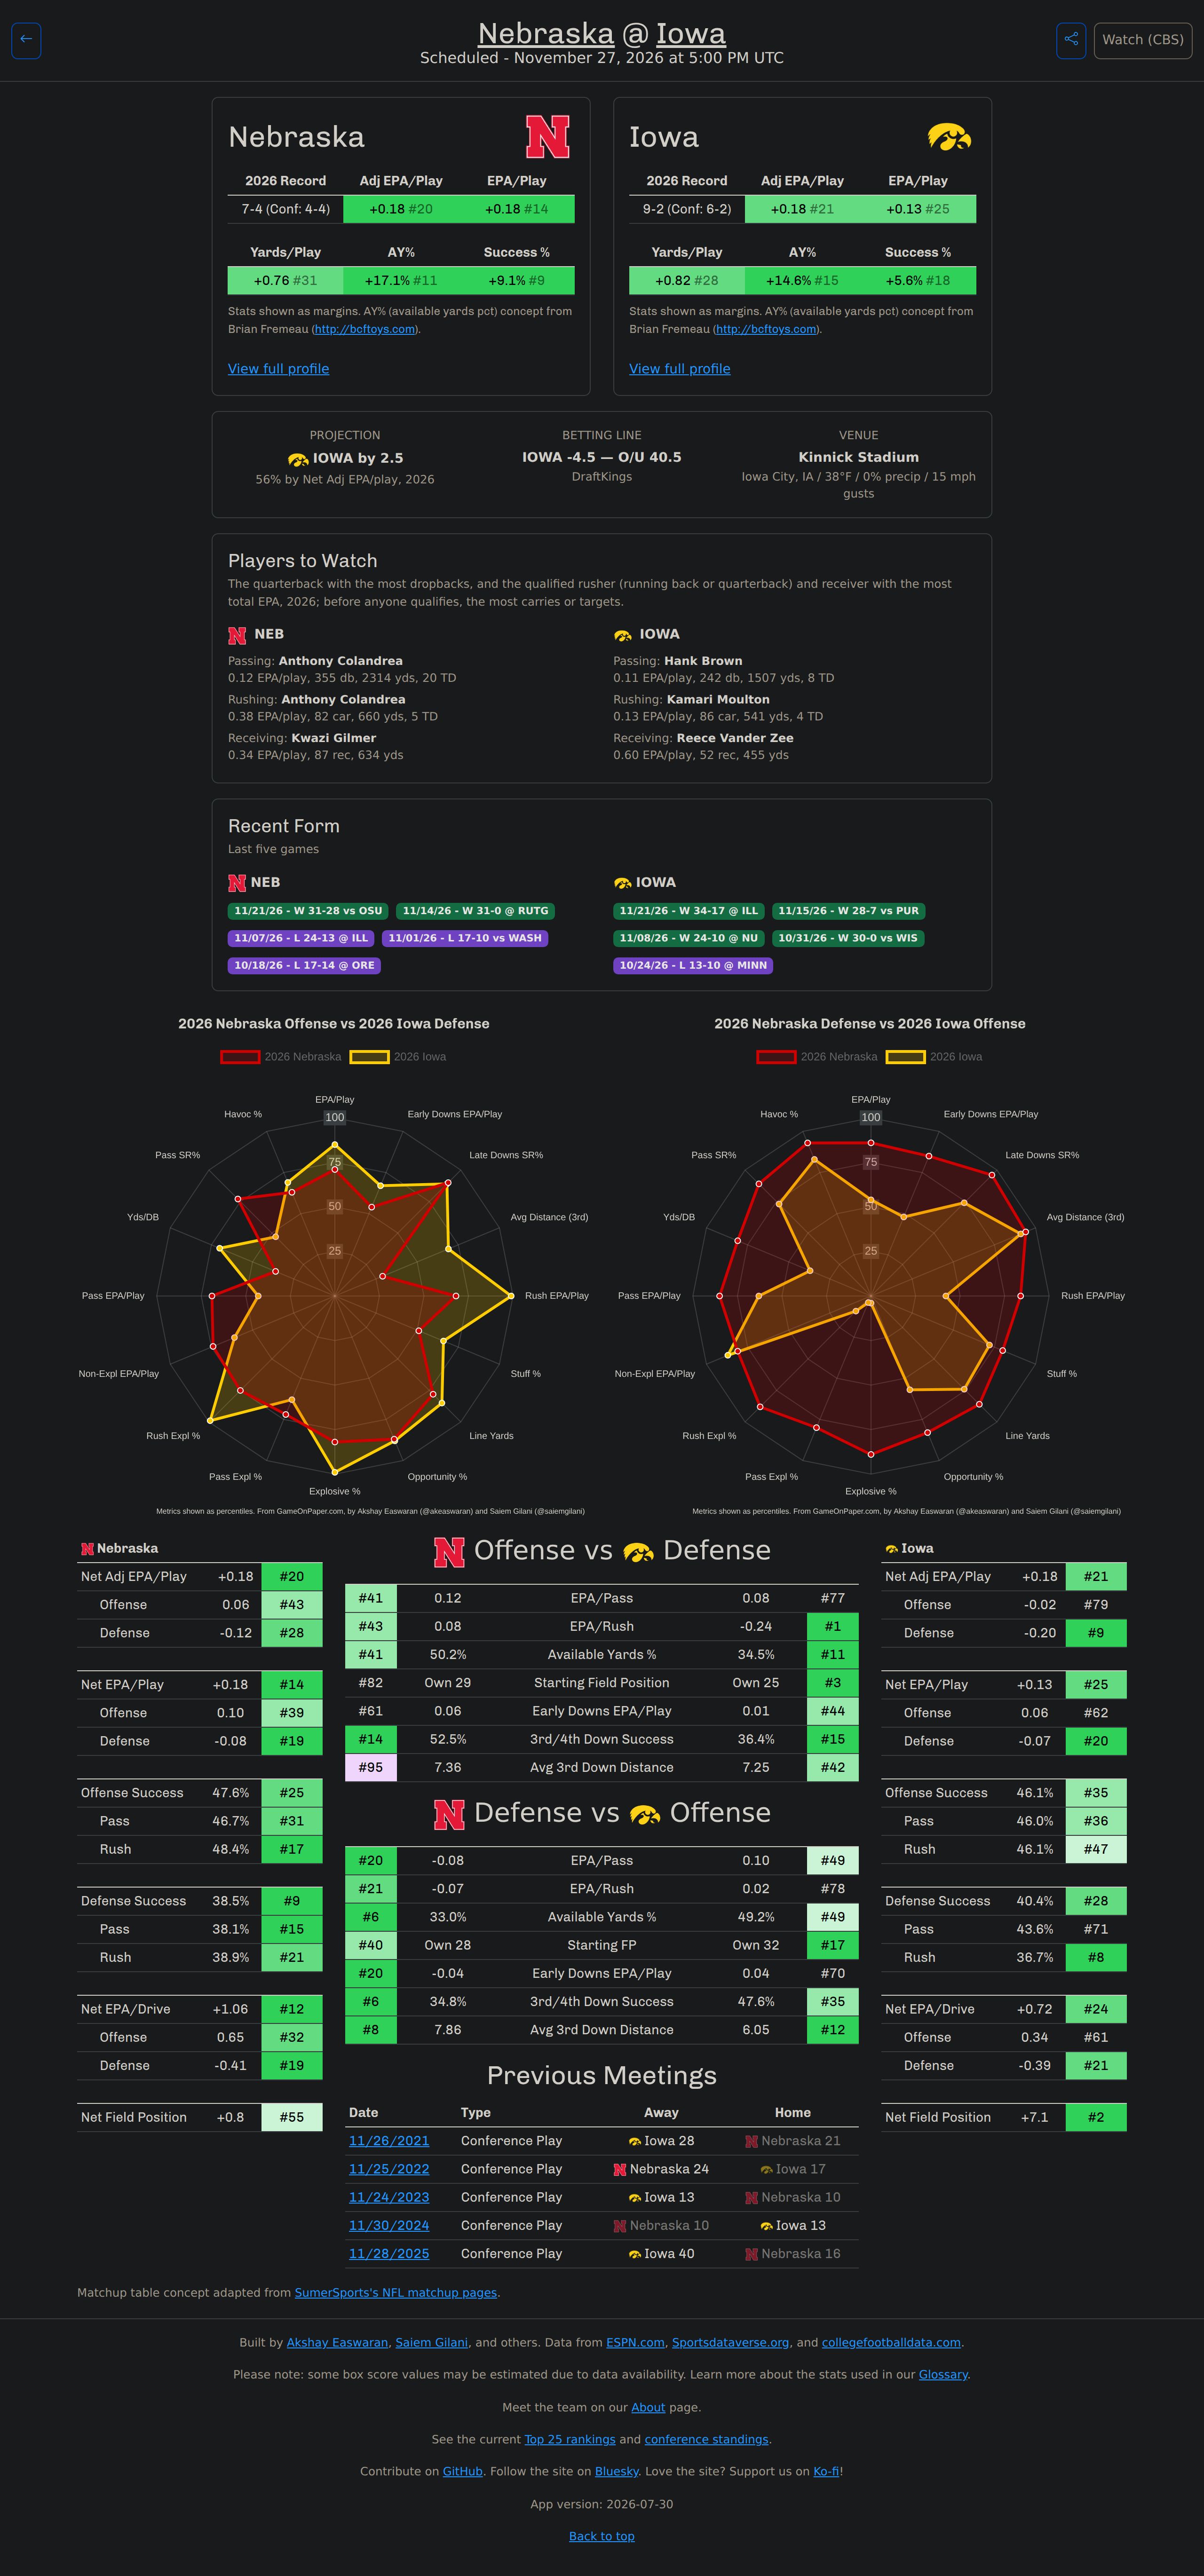 Nebraska @ Iowa
Scheduled - November 27, 2026 at 5:00 PM UTC
Watch (CBS)
Nebraska
2026 Record Adj EPA/Play EPA/Play
7-4 (Conf: 4-4) +0.18 #20 +0.18 #14
Yards/Play AY% Success %
+0.76 #31 +17.1% #11 +9.1% #9
Stats shown as margins. AY% (available yards pct) concept from
Brian Fremeau (http://bcftoys.com).
View full profile
Iowa
2026 Record Adj EPA/Play EPA/Play
9-2 (Conf: 6-2) +0.18 #21 +0.13 #25
Yards/Play AY% Success %
+0.82 #28 +14.6% #15 +5.6% #18
Stats shown as margins. AY% (available yards pct) concept from
Brian Fremeau (http://bcftoys.com).
View full profile
PROJECTION
IOWA by 2.5
56% by Net Adj EPA/play, 2026
BETTING LINE
IOWA -4.5 — O/U 40.5
DraftKings
VENUE
Kinnick Stadium
Iowa City, IA / 38°F / 0% precip / 15 mph
gusts
Players to Watch
The quarterback with the most dropbacks, and the qualified rusher (running back or quarterback) and receiver with the most
total EPA, 2026; before anyone qualifies, the most carries or targets.
NEB
Passing: Anthony Colandrea
0.12 EPA/play, 355 db, 2314 yds, 20 TD
Rushing: Anthony Colandrea
0.38 EPA/play, 82 car, 660 yds, 5 TD
Receiving: Kwazi Gilmer
0.34 EPA/play, 87 rec, 634 yds
IOWA
Passing: Hank Brown
0.11 EPA/play, 242 db, 1507 yds, 8 TD
Rushing: Kamari Moulton
0.13 EPA/play, 86 car, 541 yds, 4 TD
Receiving: Reece Vander Zee
0.60 EPA/play, 52 rec, 455 yds
Recent Form
Last five games
NEB
11/21/26 - W 31-28 vs OSU 11/14/26 - W 31-0 @ RUTG
11/07/26 - L 24-13 @ ILL 11/01/26 - L 17-10 vs WASH
10/18/26 - L 17-14 @ ORE
IOWA
11/21/26 - W 34-17 @ ILL 11/15/26 - W 28-7 vs PUR
11/08/26 - W 24-10 @ NU 10/31/26 - W 30-0 vs WIS
10/24/26 - L 13-10 @ MINN
2026 Nebraska Offense vs 2026 Iowa Defense
2026 Nebraska 2026 Iowa
EPA/Play
Early Downs EPA/Play
Late Downs SR%
Avg Distance (3rd)
Rush EPA/Play
Stuff %
Line Yards
Opportunity %
Explosive %
Pass Expl %
Rush Expl %
Non-Expl EPA/Play
Pass EPA/Play
Yds/DB
Pass SR%
Havoc %
100
75
50
25
Metrics shown as percentiles. From GameOnPaper.com, by Akshay Easwaran (@akeaswaran) and Saiem Gilani (@saiemgilani)
2026 Nebraska Defense vs 2026 Iowa Offense
2026 Nebraska 2026 Iowa
EPA/Play
Early Downs EPA/Play
Late Downs SR%
Avg Distance (3rd)
Rush EPA/Play
Stuff %
Line Yards
Opportunity %
Explosive %
Pass Expl %
Rush Expl %
Non-Expl EPA/Play
Pass EPA/Play
Yds/DB
Pass SR%
Havoc %
100
75
50
25
Metrics shown as percentiles. From GameOnPaper.com, by Akshay Easwaran (@akeaswaran) and Saiem Gilani (@saiemgilani)
Nebraska
Net Adj EPA/Play +0.18 #20
Offense 0.06 #43
Defense -0.12 #28
Net EPA/Play +0.18 #14
Offense 0.10 #39
Defense -0.08 #19
Offense Success 47.6% #25
Pass 46.7% #31
Rush 48.4% #17
Defense Success 38.5% #9
Pass 38.1% #15
Rush 38.9% #21
Net EPA/Drive +1.06 #12
Offense 0.65 #32
Defense -0.41 #19
Net Field Position +0.8 #55
Offense vs Defense
#41 0.12 EPA/Pass 0.08 #77
#43 0.08 EPA/Rush -0.24 #1
#41 50.2% Available Yards % 34.5% #11
#82 Own 29 Starting Field Position Own 25 #3
#61 0.06 Early Downs EPA/Play 0.01 #44
#14 52.5% 3rd/4th Down Success 36.4% #15
#95 7.36 Avg 3rd Down Distance 7.25 #42
Defense vs Offense
#20 -0.08 EPA/Pass 0.10 #49
#21 -0.07 EPA/Rush 0.02 #78
#6 33.0% Available Yards % 49.2% #49
#40 Own 28 Starting FP Own 32 #17
#20 -0.04 Early Downs EPA/Play 0.04 #70
#6 34.8% 3rd/4th Down Success 47.6% #35
#8 7.86 Avg 3rd Down Distance 6.05 #12
Previous Meetings
Date Type Away Home
11/26/2021 Conference Play Iowa 28 Nebraska 21
11/25/2022 Conference Play Nebraska 24 Iowa 17
11/24/2023 Conference Play Iowa 13 Nebraska 10
11/30/2024 Conference Play Nebraska 10 Iowa 13
11/28/2025 Conference Play Iowa 40 Nebraska 16
Iowa
Net Adj EPA/Play +0.18 #21
Offense -0.02 #79
Defense -0.20 #9
Net EPA/Play +0.13 #25
Offense 0.06 #62
Defense -0.07 #20
Offense Success 46.1% #35
Pass 46.0% #36
Rush 46.1% #47
Defense Success 40.4% #28
Pass 43.6% #71
Rush 36.7% #8
Net EPA/Drive +0.72 #24
Offense 0.34 #61
Defense -0.39 #21
Net Field Position +7.1 #2
Matchup table concept adapted from SumerSports's NFL matchup pages.
Built by Akshay Easwaran, Saiem Gilani, and others. Data from ESPN.com, Sportsdataverse.org, and collegefootballdata.com.
Please note: some box score values may be estimated due to data availability. Learn more about the stats used in our Glossary.
Meet the team on our About page.
See the current Top 25 rankings and conference standings.
Contribute on GitHub. Follow the site on Bluesky. Love the site? Support us on Ko-fi!
App version: 2026-07-30
Back to top